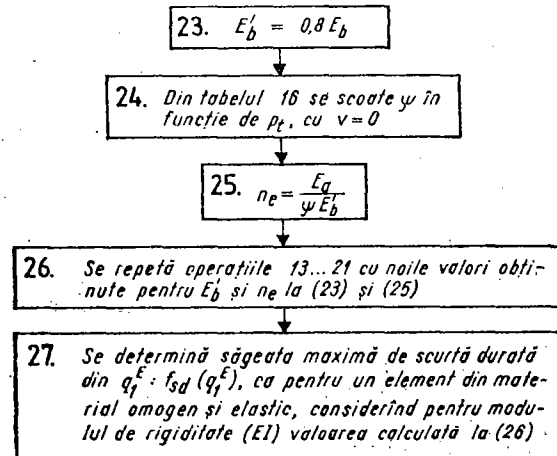 23. E'b = 0,8 Eb
24. Din tabelul 16 se scoate ψ în
funcție de pt, cu ν = 0
25. ne = Ea / ψ E'b
26. Se repetă operațiile 13...21 cu noile valori obți-
nute pentru E'b și ne la (23) și (25)
27. Se determină săgeata maximă de scurtă durată
din q1E : fsd (q1E), ca pentru un element din mate-
rial omogen și elastic, considerînd pentru modu-
lul de rigiditate (EI) valoarea calculată la (26)